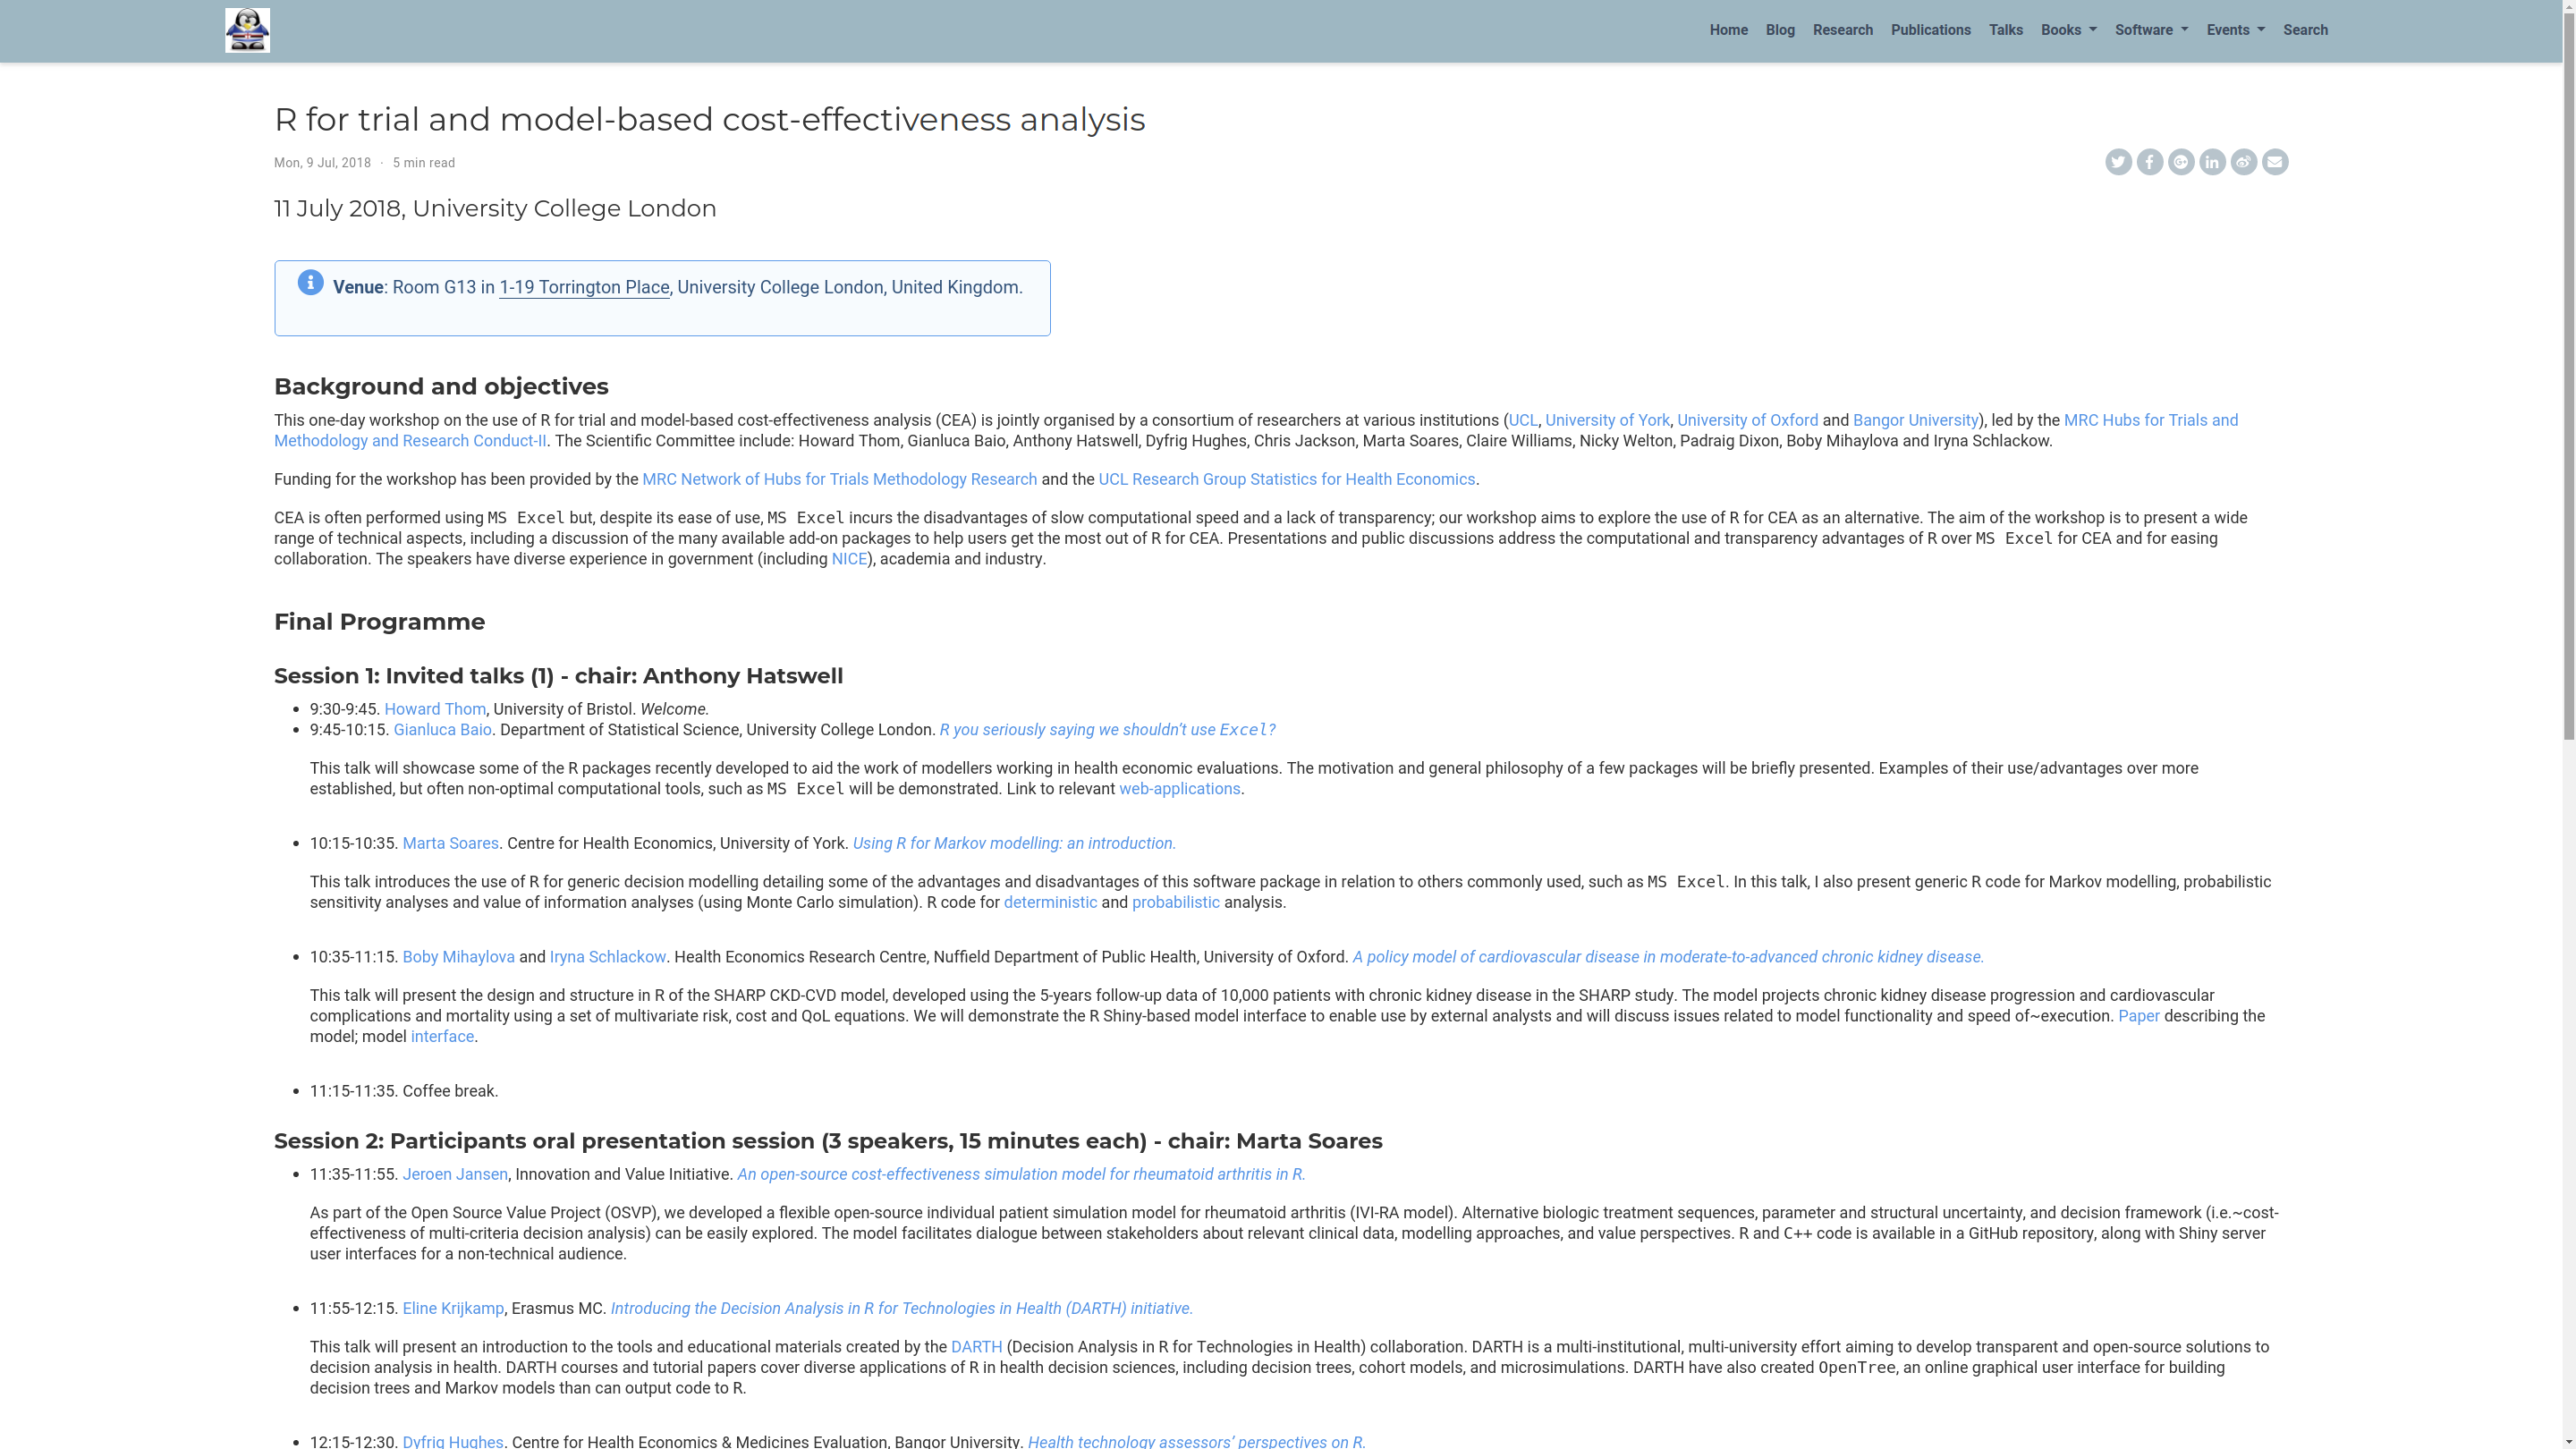 Home Blog Research Publications Talks Books Software Events Search
R for trial and model-based cost-effectiveness analysis
Mon, 9 Jul, 2018 · 5 min read
11 July 2018, University College London
Venue: Room G13 in 1-19 Torrington Place, University College London, United Kingdom.
Background and objectives
This one-day workshop on the use of R for trial and model-based cost-effectiveness analysis (CEA) is jointly organised by a consortium of researchers at various institutions (UCL, University of York, University of Oxford and Bangor University), led by the MRC Hubs for Trials and
Methodology and Research Conduct-II. The Scientific Committee include: Howard Thom, Gianluca Baio, Anthony Hatswell, Dyfrig Hughes, Chris Jackson, Marta Soares, Claire Williams, Nicky Welton, Padraig Dixon, Boby Mihaylova and Iryna Schlackow.
Funding for the workshop has been provided by the MRC Network of Hubs for Trials Methodology Research and the UCL Research Group Statistics for Health Economics.
CEA is often performed using MS Excel but, despite its ease of use, MS Excel incurs the disadvantages of slow computational speed and a lack of transparency; our workshop aims to explore the use of R for CEA as an alternative. The aim of the workshop is to present a wide
range of technical aspects, including a discussion of the many available add-on packages to help users get the most out of R for CEA. Presentations and public discussions address the computational and transparency advantages of R over MS Excel for CEA and for easing
collaboration. The speakers have diverse experience in government (including NICE), academia and industry.
Final Programme
Session 1: Invited talks (1) - chair: Anthony Hatswell
• 9:30-9:45. Howard Thom, University of Bristol. Welcome.
• 9:45-10:15. Gianluca Baio. Department of Statistical Science, University College London. R you seriously saying we shouldn’t use Excel?
This talk will showcase some of the R packages recently developed to aid the work of modellers working in health economic evaluations. The motivation and general philosophy of a few packages will be briefly presented. Examples of their use/advantages over more
established, but often non-optimal computational tools, such as MS Excel will be demonstrated. Link to relevant web-applications.
• 10:15-10:35. Marta Soares. Centre for Health Economics, University of York. Using R for Markov modelling: an introduction.
This talk introduces the use of R for generic decision modelling detailing some of the advantages and disadvantages of this software package in relation to others commonly used, such as MS Excel. In this talk, I also present generic R code for Markov modelling, probabilistic
sensitivity analyses and value of information analyses (using Monte Carlo simulation). R code for deterministic and probabilistic analysis.
• 10:35-11:15. Boby Mihaylova and Iryna Schlackow. Health Economics Research Centre, Nuffield Department of Public Health, University of Oxford. A policy model of cardiovascular disease in moderate-to-advanced chronic kidney disease.
This talk will present the design and structure in R of the SHARP CKD-CVD model, developed using the 5-years follow-up data of 10,000 patients with chronic kidney disease in the SHARP study. The model projects chronic kidney disease progression and cardiovascular
complications and mortality using a set of multivariate risk, cost and QoL equations. We will demonstrate the R Shiny-based model interface to enable use by external analysts and will discuss issues related to model functionality and speed of~execution. Paper describing the
model; model interface.
• 11:15-11:35. Coffee break.
Session 2: Participants oral presentation session (3 speakers, 15 minutes each) - chair: Marta Soares
• 11:35-11:55. Jeroen Jansen, Innovation and Value Initiative. An open-source cost-effectiveness simulation model for rheumatoid arthritis in R.
As part of the Open Source Value Project (OSVP), we developed a flexible open-source individual patient simulation model for rheumatoid arthritis (IVI-RA model). Alternative biologic treatment sequences, parameter and structural uncertainty, and decision framework (i.e.~cost-
effectiveness of multi-criteria decision analysis) can be easily explored. The model facilitates dialogue between stakeholders about relevant clinical data, modelling approaches, and value perspectives. R and C++ code is available in a GitHub repository, along with Shiny server
user interfaces for a non-technical audience.
• 11:55-12:15. Eline Krijkamp, Erasmus MC. Introducing the Decision Analysis in R for Technologies in Health (DARTH) initiative.
This talk will present an introduction to the tools and educational materials created by the DARTH (Decision Analysis in R for Technologies in Health) collaboration. DARTH is a multi-institutional, multi-university effort aiming to develop transparent and open-source solutions to
decision analysis in health. DARTH courses and tutorial papers cover diverse applications of R in health decision sciences, including decision trees, cohort models, and microsimulations. DARTH have also created OpenTree, an online graphical user interface for building
decision trees and Markov models than can output code to R.
• 12:15-12:30. Dyfrig Hughes. Centre for Health Economics & Medicines Evaluation, Bangor University. Health technology assessors’ perspectives on R.